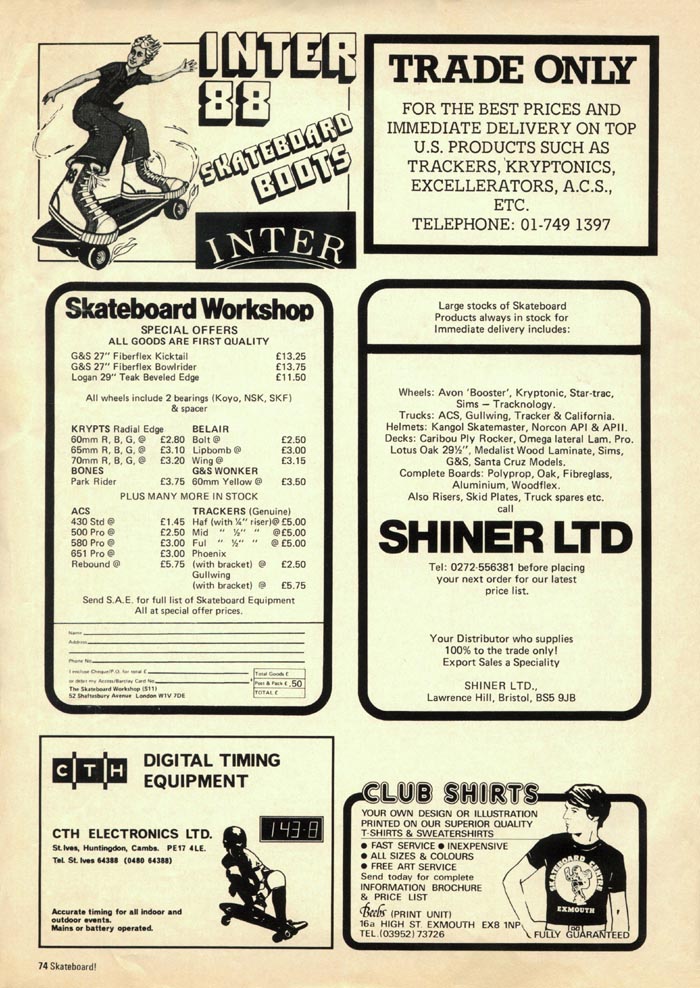 INTER
88
SKATEBOARD
BOOTS
INTER
TRADE ONLY
FOR THE BEST PRICES AND
IMMEDIATE DELIVERY ON TOP
U.S. PRODUCTS SUCH AS
TRACKERS, KRYPTONICS,
EXCELLERATORS, A.C.S.,
ETC.
TELEPHONE: 01-749 1397
Skateboard Workshop
SPECIAL OFFERS
ALL GOODS ARE FIRST QUALITY
G&S 27" Fiberflex Kicktail £13.25
G&S 27" Fiberflex Bowlrider £13.75
Logan 29" Teak Beveled Edge £11.50
All wheels include 2 bearings (Koyo, NSK, SKF)
& spacer
KRYPTS Radial Edge
60mm R, B, G, @ £2.80
65mm R, B, G, @ £3.10
70mm R, B, G, @ £3.20
BONES
Park Rider £3.75
BELAIR
Bolt @ £2.50
Lipbomb @ £3.00
Wing @ £3.15
G&S WONKER
60mm Yellow @ £3.50
PLUS MANY MORE IN STOCK
ACS
430 Std @ £1.45
500 Pro @ £2.50
580 Pro @ £3.00
651 Pro @ £3.00
Rebound @ £5.75
TRACKERS (Genuine)
Haf (with ¼" riser)@ £5.00
Mid " ½" " @£5.00
Ful " ½" " @ £5.00
Phoenix
(with bracket) @ £2.50
Gullwing
(with bracket) @ £5.75
Send S.A.E. for full list of Skateboard Equipment
All at special offer prices.
Name
Address
Phone No
I enclose Cheque/P.O. for total £
or debit my Access/Barclay Card No
The Skateboard Workshop (S11)
52 Shaftesbury Avenue London W1V 7DE
Total Goods £
Post & Pack £ .50
TOTAL £
Large stocks of Skateboard
Products always in stock for
Immediate delivery includes:
Wheels: Avon 'Booster', Kryptonic, Star-trac,
Sims — Tracknology.
Trucks: ACS, Gullwing, Tracker & California.
Helmets: Kangol Skatemaster, Norcon API & APII.
Decks: Caribou Ply Rocker, Omega lateral Lam. Pro.
Lotus Oak 29½", Medalist Wood Laminate, Sims,
G&S, Santa Cruz Models.
Complete Boards: Polyprop, Oak, Fibreglass,
Aluminium, Woodflex.
Also Risers, Skid Plates, Truck spares etc.
call
SHINER LTD
Tel: 0272-556381 before placing
your next order for our latest
price list.
Your Distributor who supplies
100% to the trade only!
Export Sales a Speciality
SHINER LTD.,
Lawrence Hill, Bristol, BS5 9JB
CTH
DIGITAL TIMING
EQUIPMENT
CTH ELECTRONICS LTD.
St. Ives, Huntingdon, Cambs. PE17 4LE.
Tel. St. Ives 64388 (0480 64388)
143·8
Accurate timing for all indoor and
outdoor events.
Mains or battery operated.
CLUB SHIRTS
YOUR OWN DESIGN OR ILLUSTRATION
PRINTED ON OUR SUPERIOR QUALITY
T-SHIRTS & SWEATERSHIRTS
● FAST SERVICE ● INEXPENSIVE
● ALL SIZES & COLOURS
● FREE ART SERVICE
Send today for complete
INFORMATION BROCHURE
& PRICE LIST
Beebs (PRINT UNIT)
16a HIGH ST. EXMOUTH EX8 1NP
TEL.(03952) 73726
SKATEBOARD CENTRE
EXMOUTH
FULLY GUARANTEED
74 Skateboard!